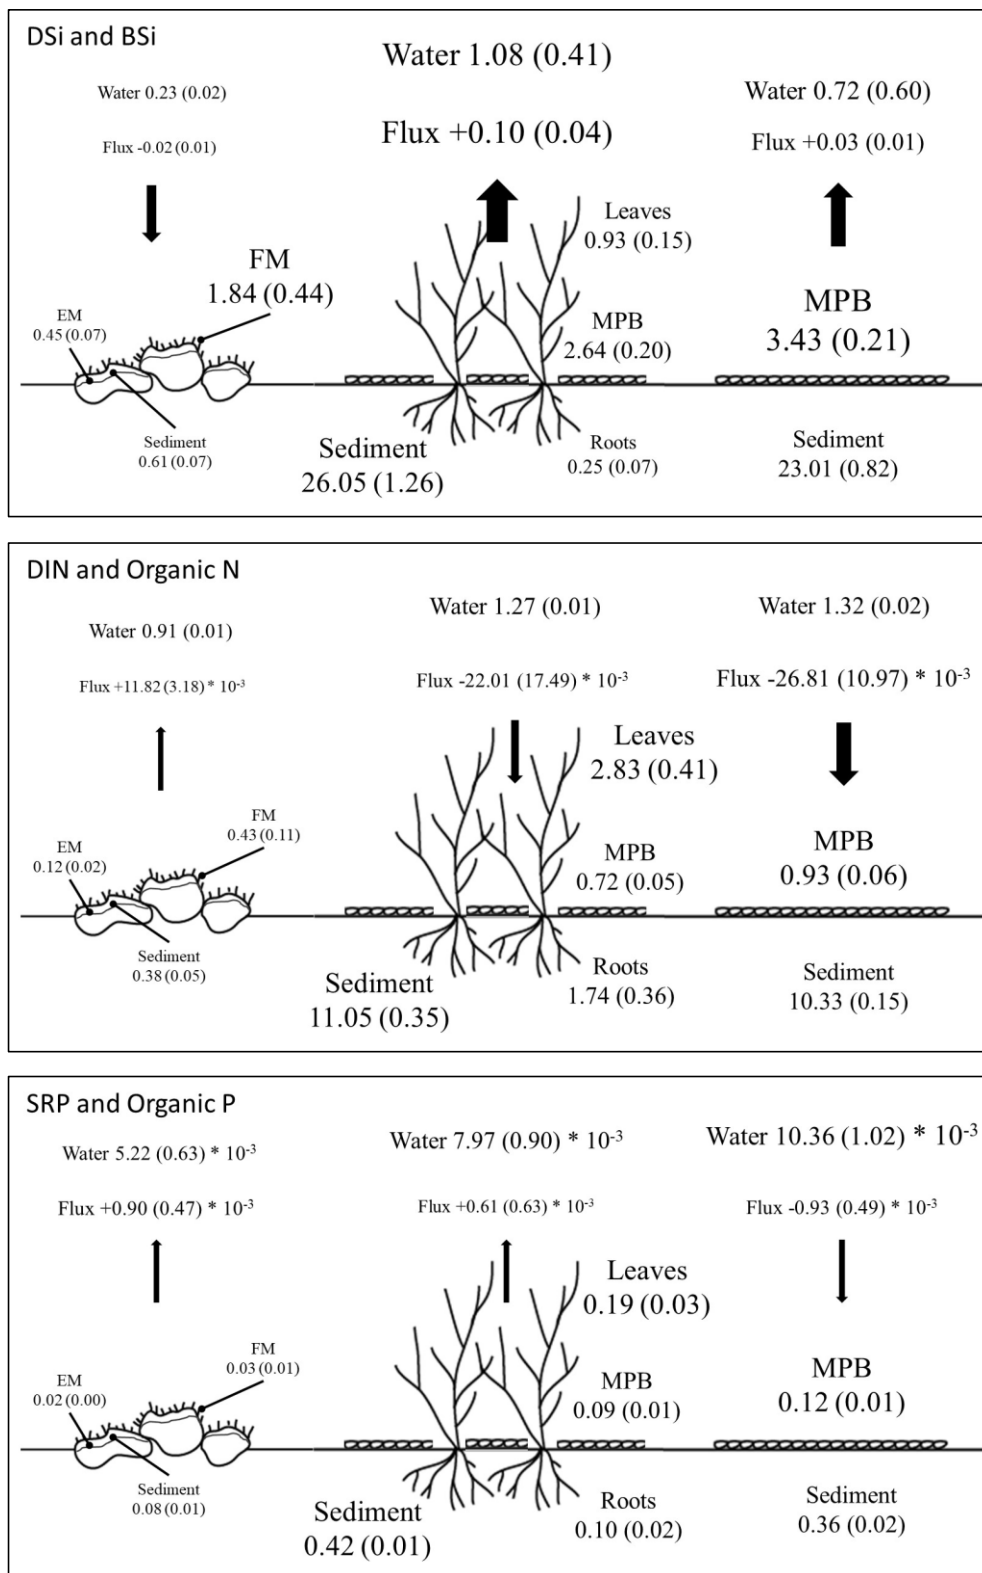 DSi and BSi
Water 0.23 (0.02)
Flux -0.02 (0.01)
Water 1.08 (0.41)
Flux +0.10 (0.04)
Water 0.72 (0.60)
Flux +0.03 (0.01)
EM
0.45 (0.07)
FM
1.84 (0.44)
Sediment
0.61 (0.07)
Leaves
0.93 (0.15)
MPB
2.64 (0.20)
Sediment
26.05 (1.26)
Roots
0.25 (0.07)
MPB
3.43 (0.21)
Sediment
23.01 (0.82)
DIN and Organic N
Water 0.91 (0.01)
Flux +11.82 (3.18) * 10⁻³
Water 1.27 (0.01)
Flux -22.01 (17.49) * 10⁻³
Water 1.32 (0.02)
Flux -26.81 (10.97) * 10⁻³
EM
0.12 (0.02)
FM
0.43 (0.11)
Sediment
0.38 (0.05)
Leaves
2.83 (0.41)
MPB
0.72 (0.05)
Sediment
11.05 (0.35)
Roots
1.74 (0.36)
MPB
0.93 (0.06)
Sediment
10.33 (0.15)
SRP and Organic P
Water 5.22 (0.63) * 10⁻³
Flux +0.90 (0.47) * 10⁻³
Water 7.97 (0.90) * 10⁻³
Flux +0.61 (0.63) * 10⁻³
Water 10.36 (1.02) * 10⁻³
Flux -0.93 (0.49) * 10⁻³
EM
0.02 (0.00)
FM
0.03 (0.01)
Sediment
0.08 (0.01)
Leaves
0.19 (0.03)
MPB
0.09 (0.01)
Sediment
0.42 (0.01)
Roots
0.10 (0.02)
MPB
0.12 (0.01)
Sediment
0.36 (0.02)